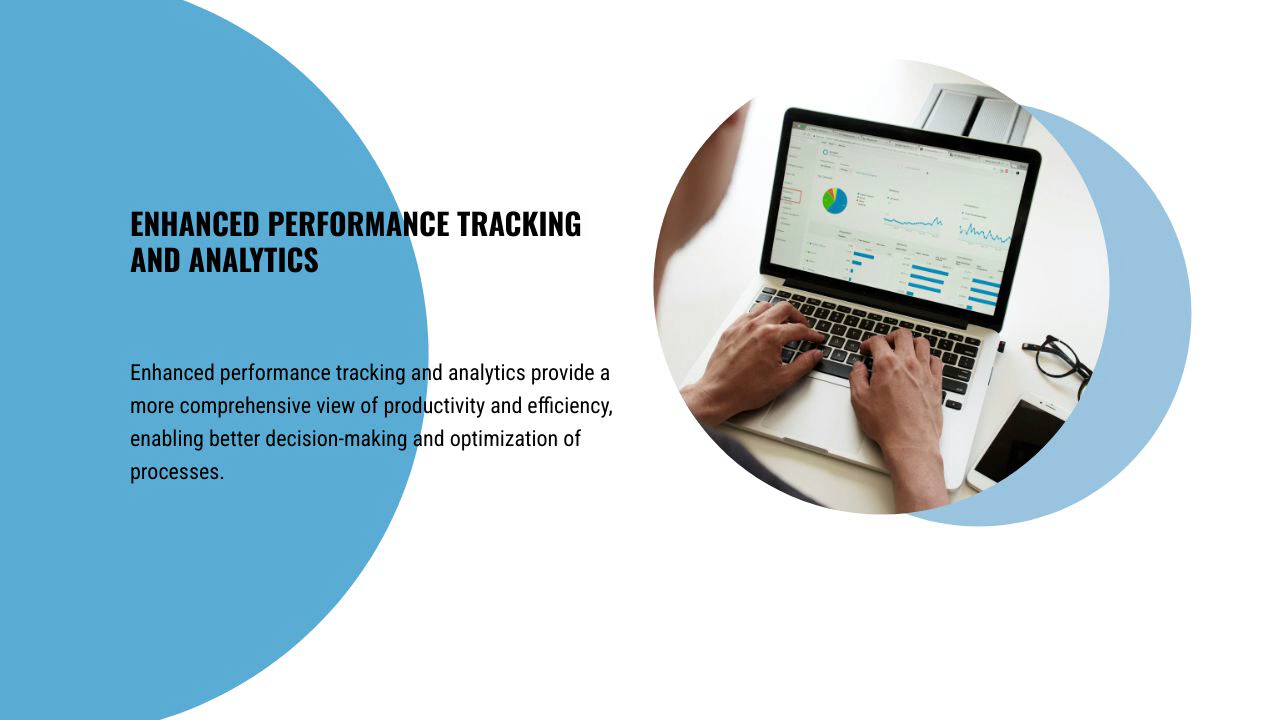 ENHANCED PERFORMANCE TRACKING
AND ANALYTICS
Enhanced performance tracking and analytics provide a
more comprehensive view of productivity and efficiency,
enabling better decision-making and optimization of
processes.